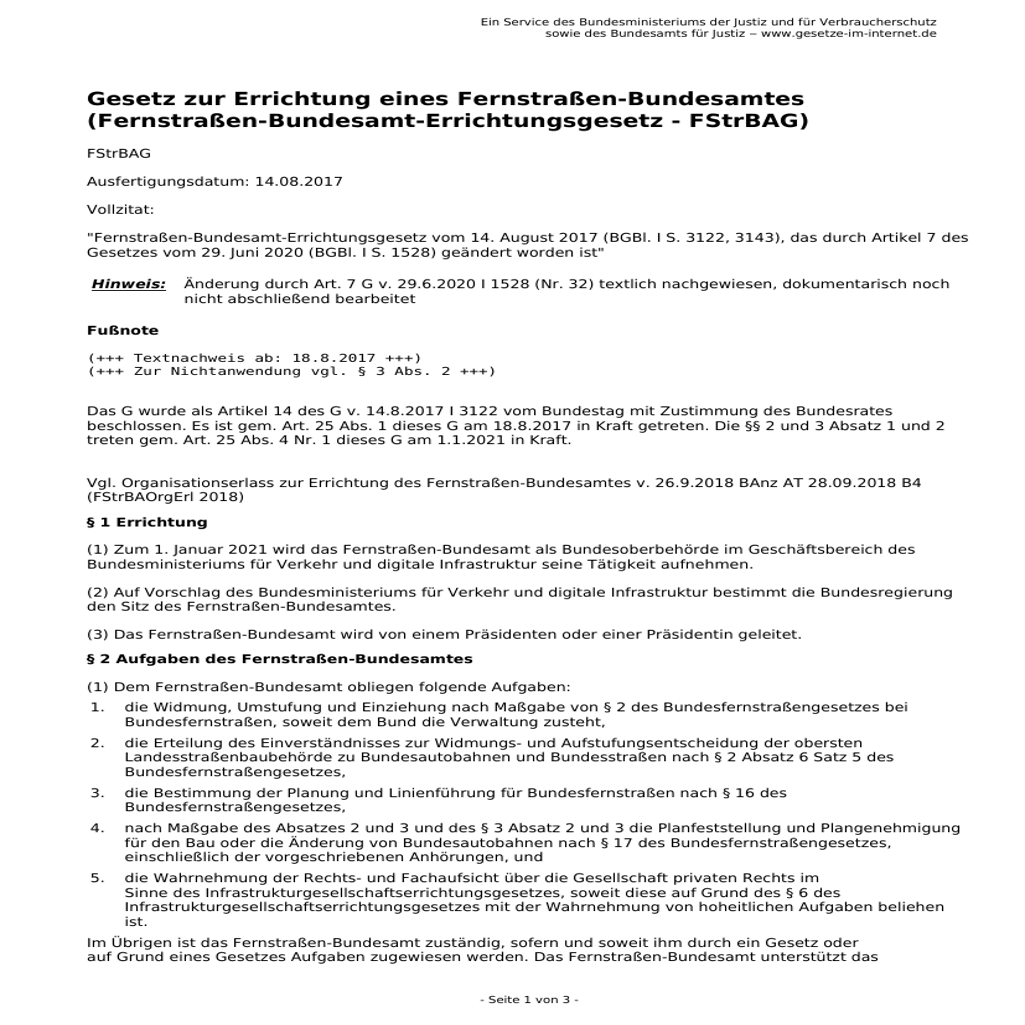 Ein Service des Bundesministeriums der Justiz und für Verbraucherschutz
sowie des Bundesamts für Justiz ‒ www.gesetze-im-internet.de
Gesetz zur Errichtung eines Fernstraßen-Bundesamtes
(Fernstraßen-Bundesamt-Errichtungsgesetz - FStrBAG)
FStrBAG
Ausfertigungsdatum: 14.08.2017
Vollzitat:
"Fernstraßen-Bundesamt-Errichtungsgesetz vom 14. August 2017 (BGBl. I S. 3122, 3143), das durch Artikel 7 des
Gesetzes vom 29. Juni 2020 (BGBl. I S. 1528) geändert worden ist"
Hinweis: Änderung durch Art. 7 G v. 29.6.2020 I 1528 (Nr. 32) textlich nachgewiesen, dokumentarisch noch
nicht abschließend bearbeitet
Fußnote
(+++ Textnachweis ab: 18.8.2017 +++)
(+++ Zur Nichtanwendung vgl. § 3 Abs. 2 +++)
Das G wurde als Artikel 14 des G v. 14.8.2017 I 3122 vom Bundestag mit Zustimmung des Bundesrates
beschlossen. Es ist gem. Art. 25 Abs. 1 dieses G am 18.8.2017 in Kraft getreten. Die §§ 2 und 3 Absatz 1 und 2
treten gem. Art. 25 Abs. 4 Nr. 1 dieses G am 1.1.2021 in Kraft.
Vgl. Organisationserlass zur Errichtung des Fernstraßen-Bundesamtes v. 26.9.2018 BAnz AT 28.09.2018 B4
(FStrBAOrgErl 2018)
§ 1 Errichtung
(1) Zum 1. Januar 2021 wird das Fernstraßen-Bundesamt als Bundesoberbehörde im Geschäftsbereich des
Bundesministeriums für Verkehr und digitale Infrastruktur seine Tätigkeit aufnehmen.
(2) Auf Vorschlag des Bundesministeriums für Verkehr und digitale Infrastruktur bestimmt die Bundesregierung
den Sitz des Fernstraßen-Bundesamtes.
(3) Das Fernstraßen-Bundesamt wird von einem Präsidenten oder einer Präsidentin geleitet.
§ 2 Aufgaben des Fernstraßen-Bundesamtes
(1) Dem Fernstraßen-Bundesamt obliegen folgende Aufgaben:
1. die Widmung, Umstufung und Einziehung nach Maßgabe von § 2 des Bundesfernstraßengesetzes bei
Bundesfernstraßen, soweit dem Bund die Verwaltung zusteht,
2. die Erteilung des Einverständnisses zur Widmungs- und Aufstufungsentscheidung der obersten
Landesstraßenbaubehörde zu Bundesautobahnen und Bundesstraßen nach § 2 Absatz 6 Satz 5 des
Bundesfernstraßengesetzes,
3. die Bestimmung der Planung und Linienführung für Bundesfernstraßen nach § 16 des
Bundesfernstraßengesetzes,
4. nach Maßgabe des Absatzes 2 und 3 und des § 3 Absatz 2 und 3 die Planfeststellung und Plangenehmigung
für den Bau oder die Änderung von Bundesautobahnen nach § 17 des Bundesfernstraßengesetzes,
einschließlich der vorgeschriebenen Anhörungen, und
5. die Wahrnehmung der Rechts- und Fachaufsicht über die Gesellschaft privaten Rechts im
Sinne des Infrastrukturgesellschaftserrichtungsgesetzes, soweit diese auf Grund des § 6 des
Infrastrukturgesellschaftserrichtungsgesetzes mit der Wahrnehmung von hoheitlichen Aufgaben beliehen
ist.
Im Übrigen ist das Fernstraßen-Bundesamt zuständig, sofern und soweit ihm durch ein Gesetz oder
auf Grund eines Gesetzes Aufgaben zugewiesen werden. Das Fernstraßen-Bundesamt unterstützt das
- Seite 1 von 3 -